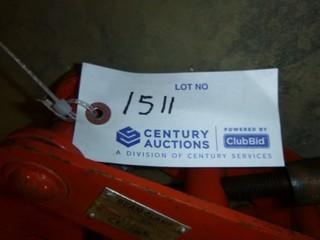 LOT NO
1511
CENTURY AUCTIONS
POWERED BY
ClubBid
A DIVISION OF CENTURY SERVICES